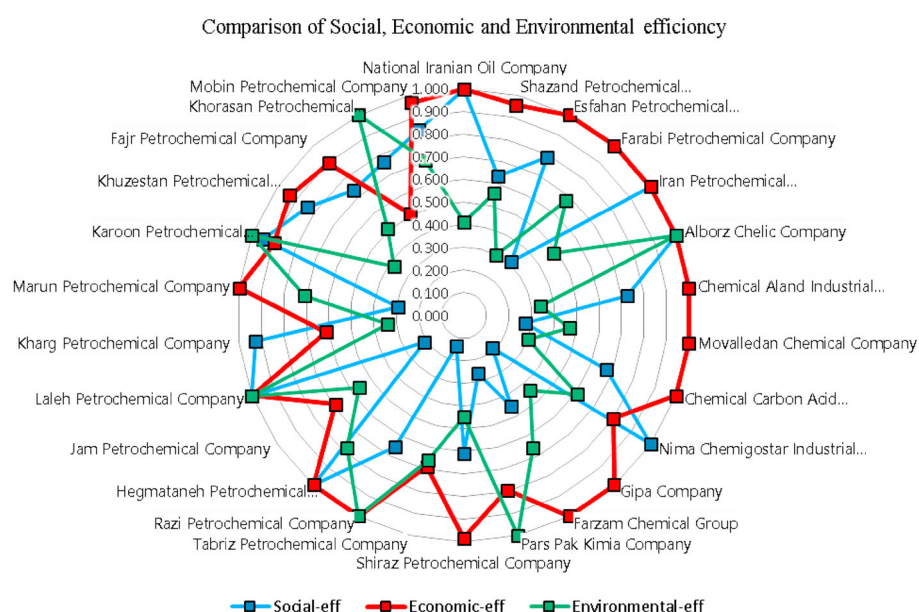 Comparison of Social, Economic and Environmental efficioncy
National Iranian Oil Company
Shazand Petrochemical...
Esfahan Petrochemical...
Farabi Petrochemical Company
Iran Petrochemical...
Alborz Chelic Company
Chemical Aland Industrial...
Movalledan Chemical Company
Chemical Carbon Acid...
Nima Chemigostar Industrial...
Gipa Company
Farzam Chemical Group
Pars Pak Kimia Company
Shiraz Petrochemical Company
Tabriz Petrochemical Company
Razi Petrochemical Company
Hegmataneh Petrochemical...
Jam Petrochemical Company
Laleh Petrochemical Company
Kharg Petrochemical Company
Marun Petrochemical Company
Karoon Petrochemical...
Khuzestan Petrochemical...
Fajr Petrochemical Company
Khorasan Petrochemical...
Mobin Petrochemical Company
1.000
0.900
0.800
0.700
0.600
0.500
0.400
0.300
0.200
0.100
0.000
Social-eff
Economic-eff
Environmental-eff